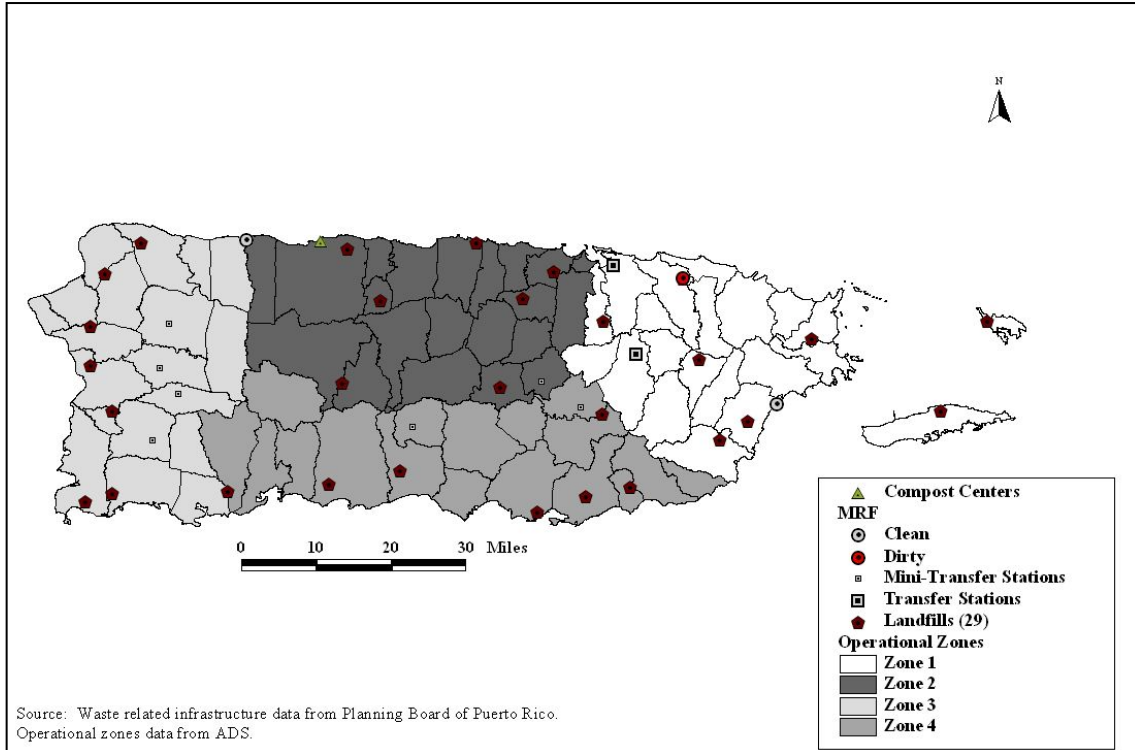 N
0 10 20 30 Miles
Compost Centers
MRF
Clean
Dirty
Mini-Transfer Stations
Transfer Stations
Landfills (29)
Operational Zones
Zone 1
Zone 2
Zone 3
Zone 4
Source: Waste related infrastructure data from Planning Board of Puerto Rico.
Operational zones data from ADS.